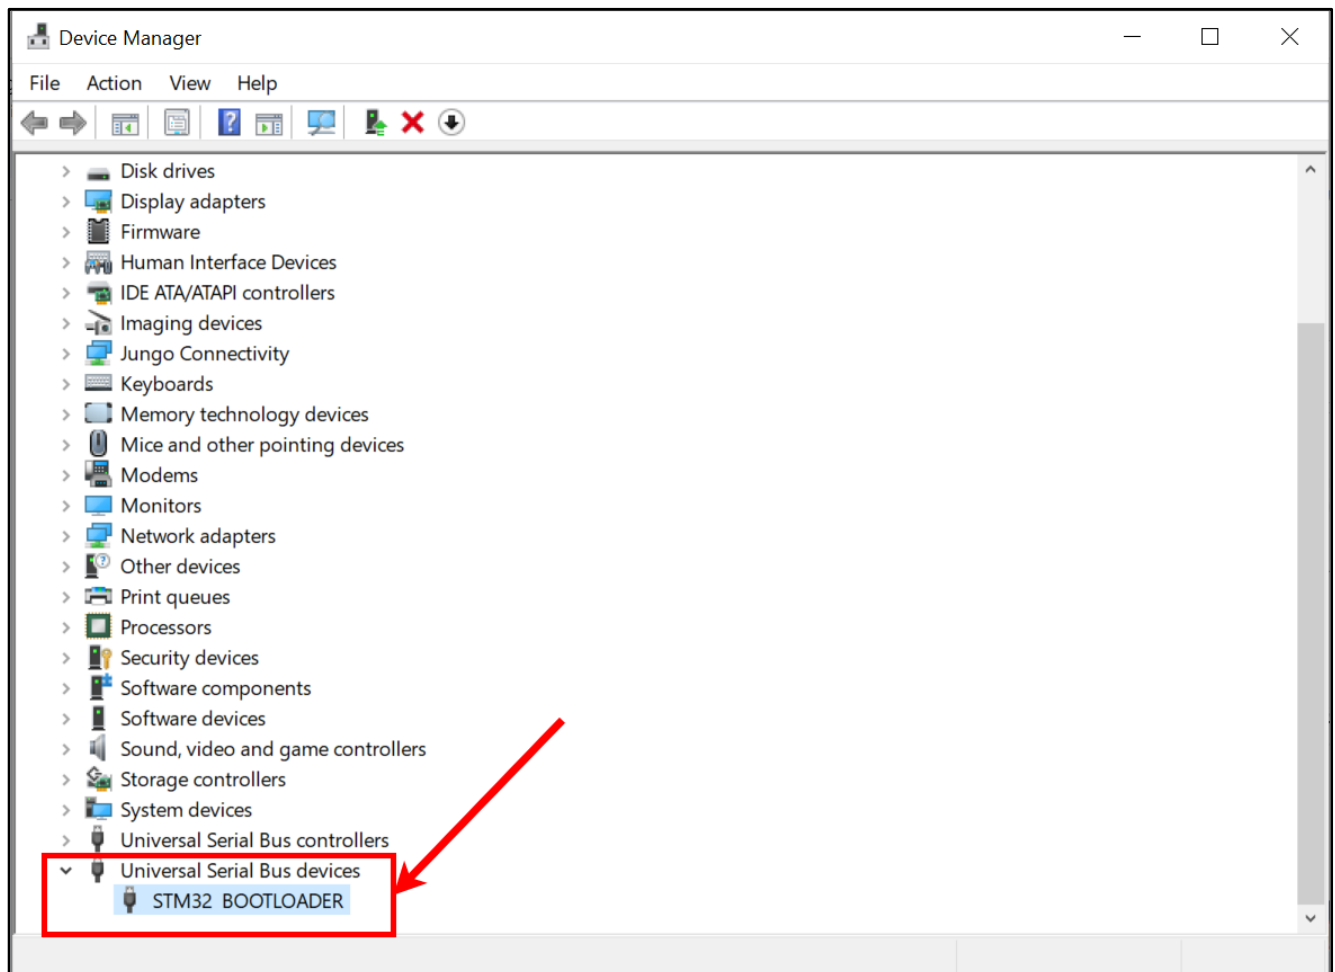 Device Manager
File Action View Help
Disk drives
Display adapters
Firmware
Human Interface Devices
IDE ATA/ATAPI controllers
Imaging devices
Jungo Connectivity
Keyboards
Memory technology devices
Mice and other pointing devices
Modems
Monitors
Network adapters
Other devices
Print queues
Processors
Security devices
Software components
Software devices
Sound, video and game controllers
Storage controllers
System devices
Universal Serial Bus controllers
Universal Serial Bus devices
STM32 BOOTLOADER